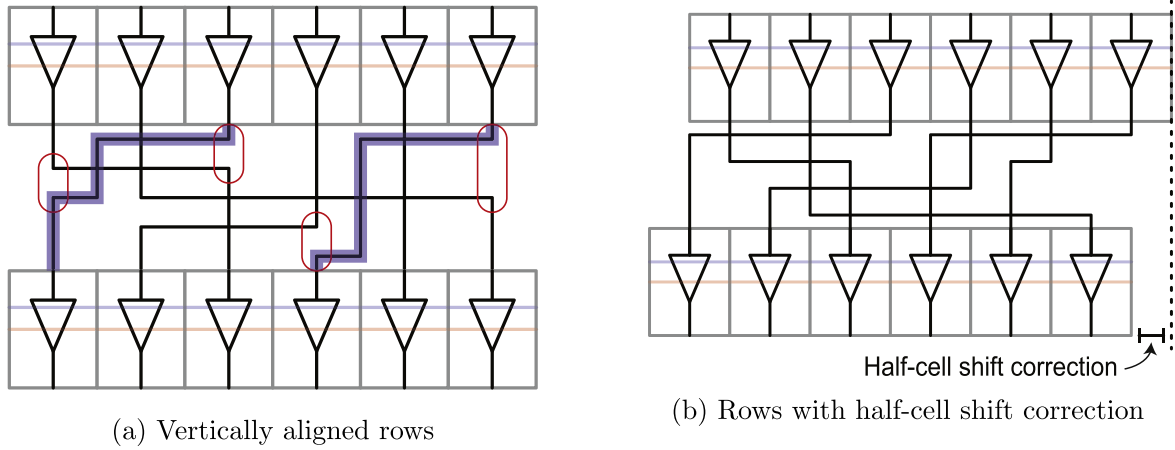 Half-cell shift correction
(a) Vertically aligned rows
(b) Rows with half-cell shift correction